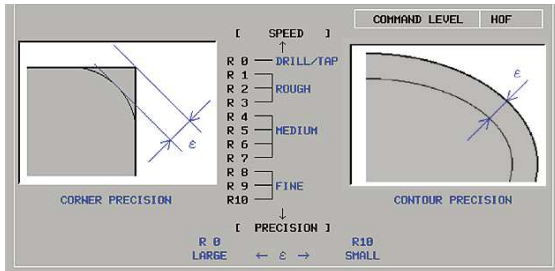 COMMAND LEVEL HOF
[ SPEED ]
↑
R 0 DRILL/TAP
R 1
R 2 ROUGH
R 3
R 4
R 5 MEDIUM
R 6
R 7
R 8
R 9 FINE
R10
↓
[ PRECISION ]
ε
CORNER PRECISION
ε
CONTOUR PRECISION
R 0 R10
LARGE ← ε → SMALL